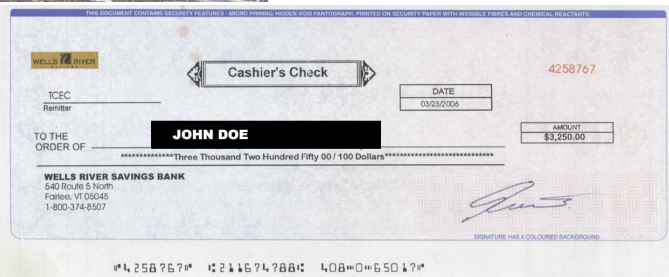 THIS DOCUMENT CONTAINS SECURITY FEATURES - MICRO PRINING, HIDDEN VOID PANTOGRAPH, PRINTED ON SECURITY PAPER WITH INVISIBLE FIBRES AND CHEMICAL REACTANTS.
WELLS RIVER
Cashier's Check
4258767
TCEC
Remitter
DATE
03/23/2006
TO THE
ORDER OF
JOHN DOE
AMOUNT
$3,250.00
**************Three Thousand Two Hundred Fifty 00 / 100 Dollars****************************
WELLS RIVER SAVINGS BANK
540 Route 5 North
Fairlee, VT 05045
1-800-374-8507
SIGNATURE HAS A COLOURED BACKGROUND
⑈4258767⑈ ⑆211674788⑆ 408⑉0⑉65017⑈